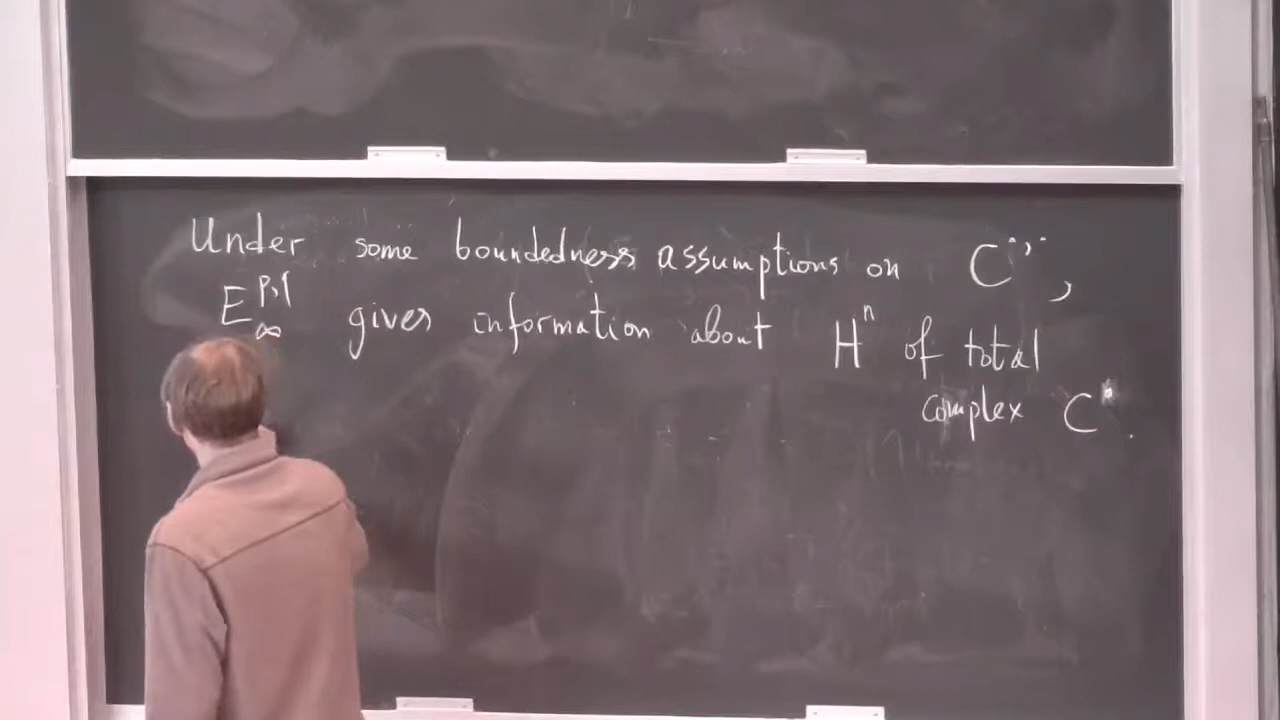 Under some boundedness assumptions on C^{•,•},
E_∞^{p,q} gives information about H^n of total
complex C^•.